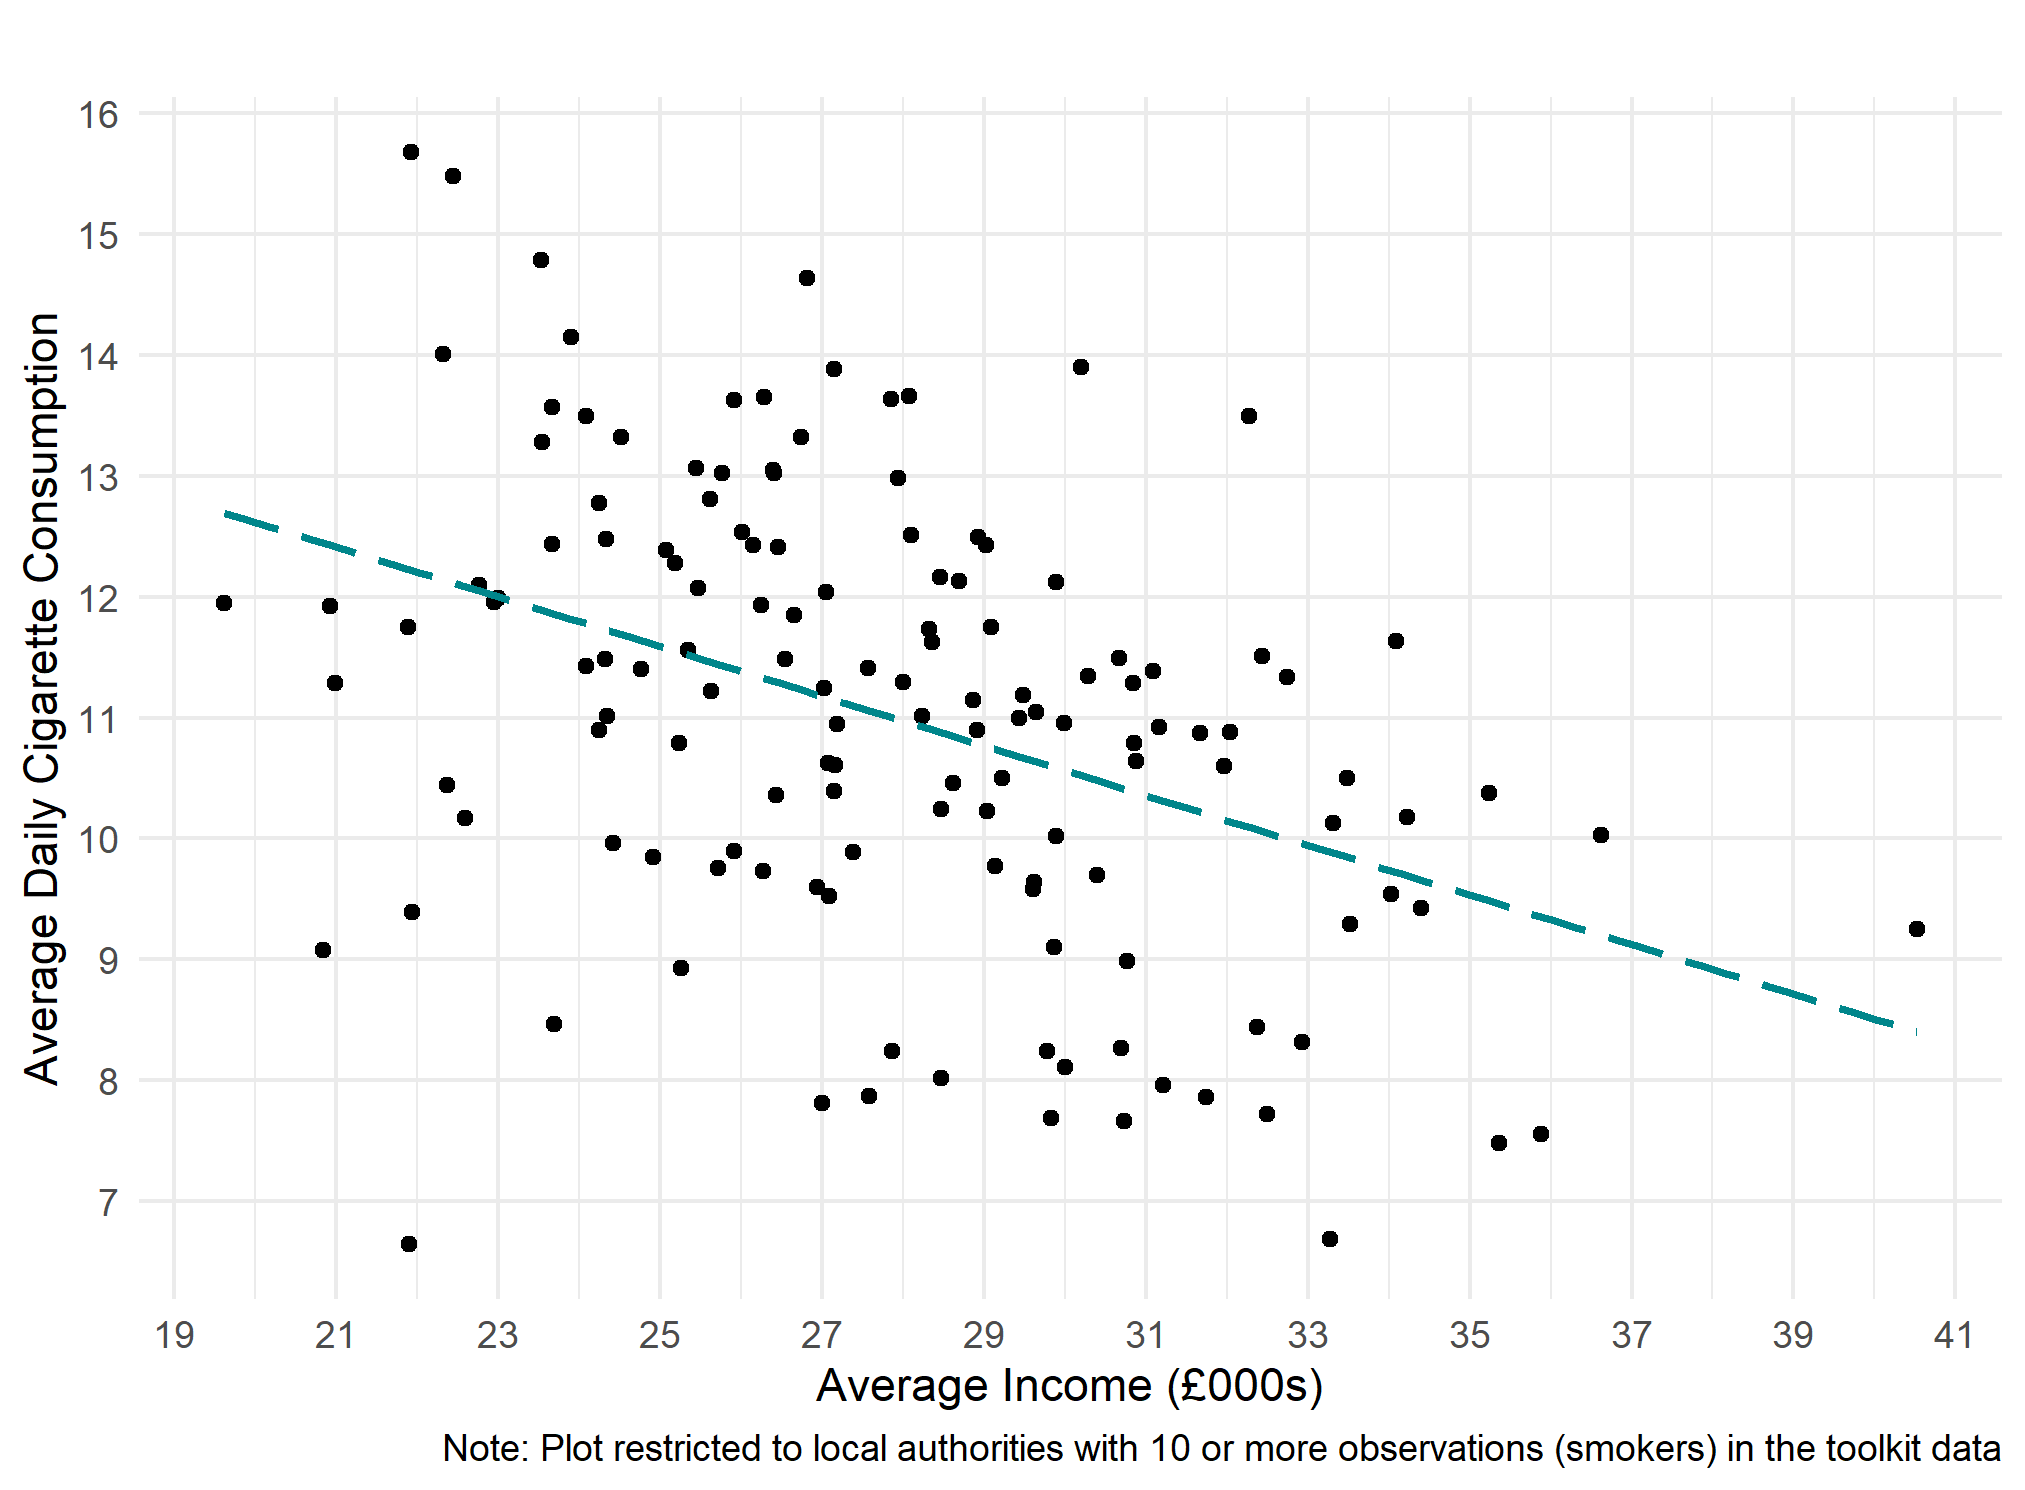 16
15
14
13
12
11
10
9
8
7
Average Daily Cigarette Consumption
19 21 23 25 27 29 31 33 35 37 39 41
Average Income (£000s)
Note: Plot restricted to local authorities with 10 or more observations (smokers) in the toolkit data